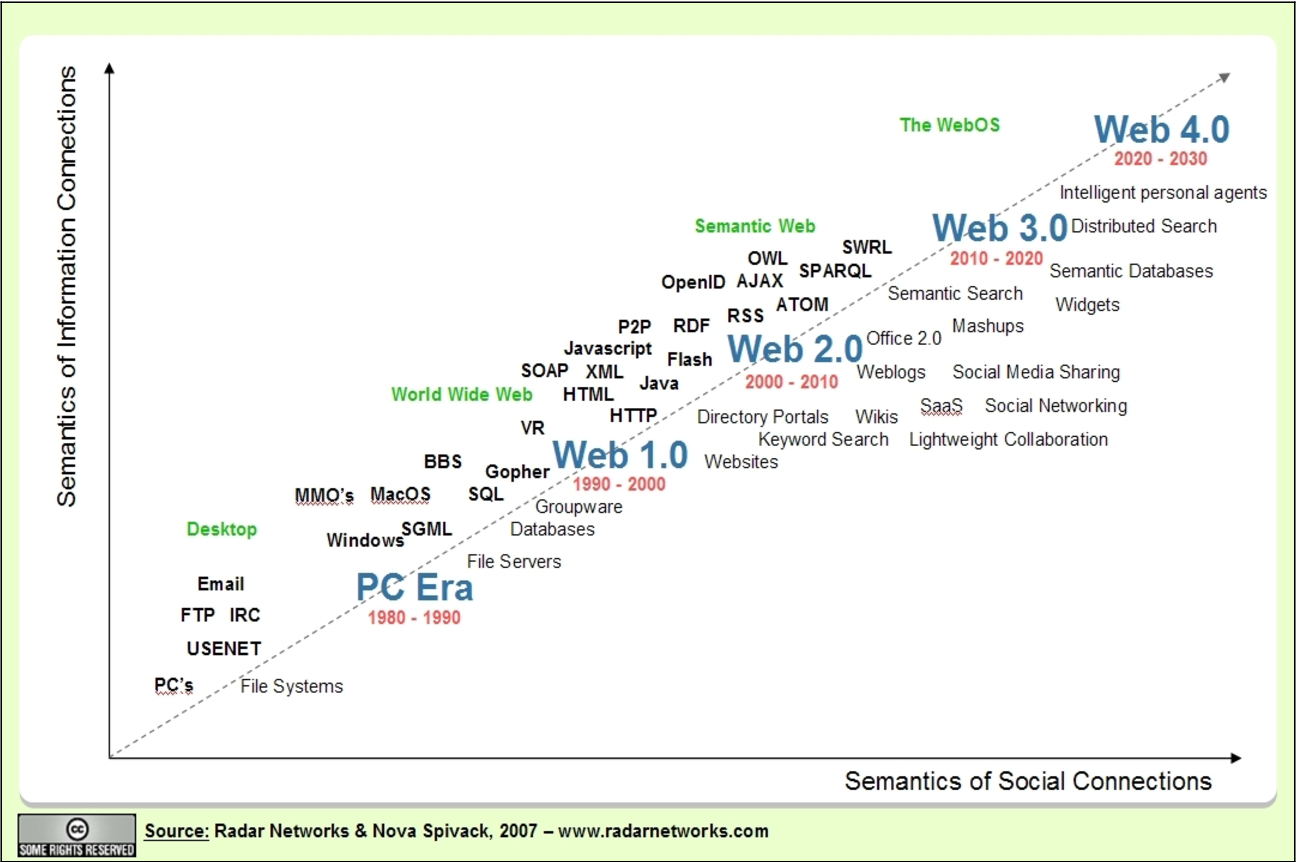 Semantics of Information Connections
The WebOS
Web 4.0
2020 - 2030
Intelligent personal agents
Semantic Web
Web 3.0
Distributed Search
2010 - 2020
SWRL
OWL
SPARQL
Semantic Databases
OpenID
AJAX
Semantic Search
ATOM
Widgets
RSS
P2P
RDF
Mashups
Office 2.0
Javascript
Flash
Web 2.0
2000 - 2010
SOAP
XML
Weblogs
Social Media Sharing
Java
World Wide Web
HTML
SaaS
Social Networking
HTTP
Directory Portals
Wikis
VR
Keyword Search
Lightweight Collaboration
Web 1.0
1990 - 2000
Websites
BBS
Gopher
MMO's
MacOS
SQL
Groupware
Desktop
SGML
Databases
Windows
File Servers
Email
PC Era
1980 - 1990
FTP IRC
USENET
PC's
File Systems
Semantics of Social Connections
cc
SOME RIGHTS RESERVED
Source: Radar Networks & Nova Spivack, 2007 – www.radarnetworks.com